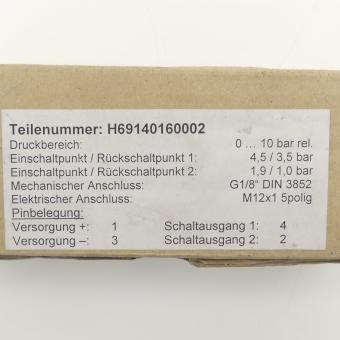 Teilenummer: H69140160002
Druckbereich: 0 ... 10 bar rel.
Einschaltpunkt / Rückschaltpunkt 1: 4,5 / 3,5 bar
Einschaltpunkt / Rückschaltpunkt 2: 1,9 / 1,0 bar
Mechanischer Anschluss: G1/8“ DIN 3852
Elektrischer Anschluss: M12x1 5polig
Pinbelegung:
Versorgung +: 1 Schaltausgang 1: 4
Versorgung –: 3 Schaltausgang 2: 2